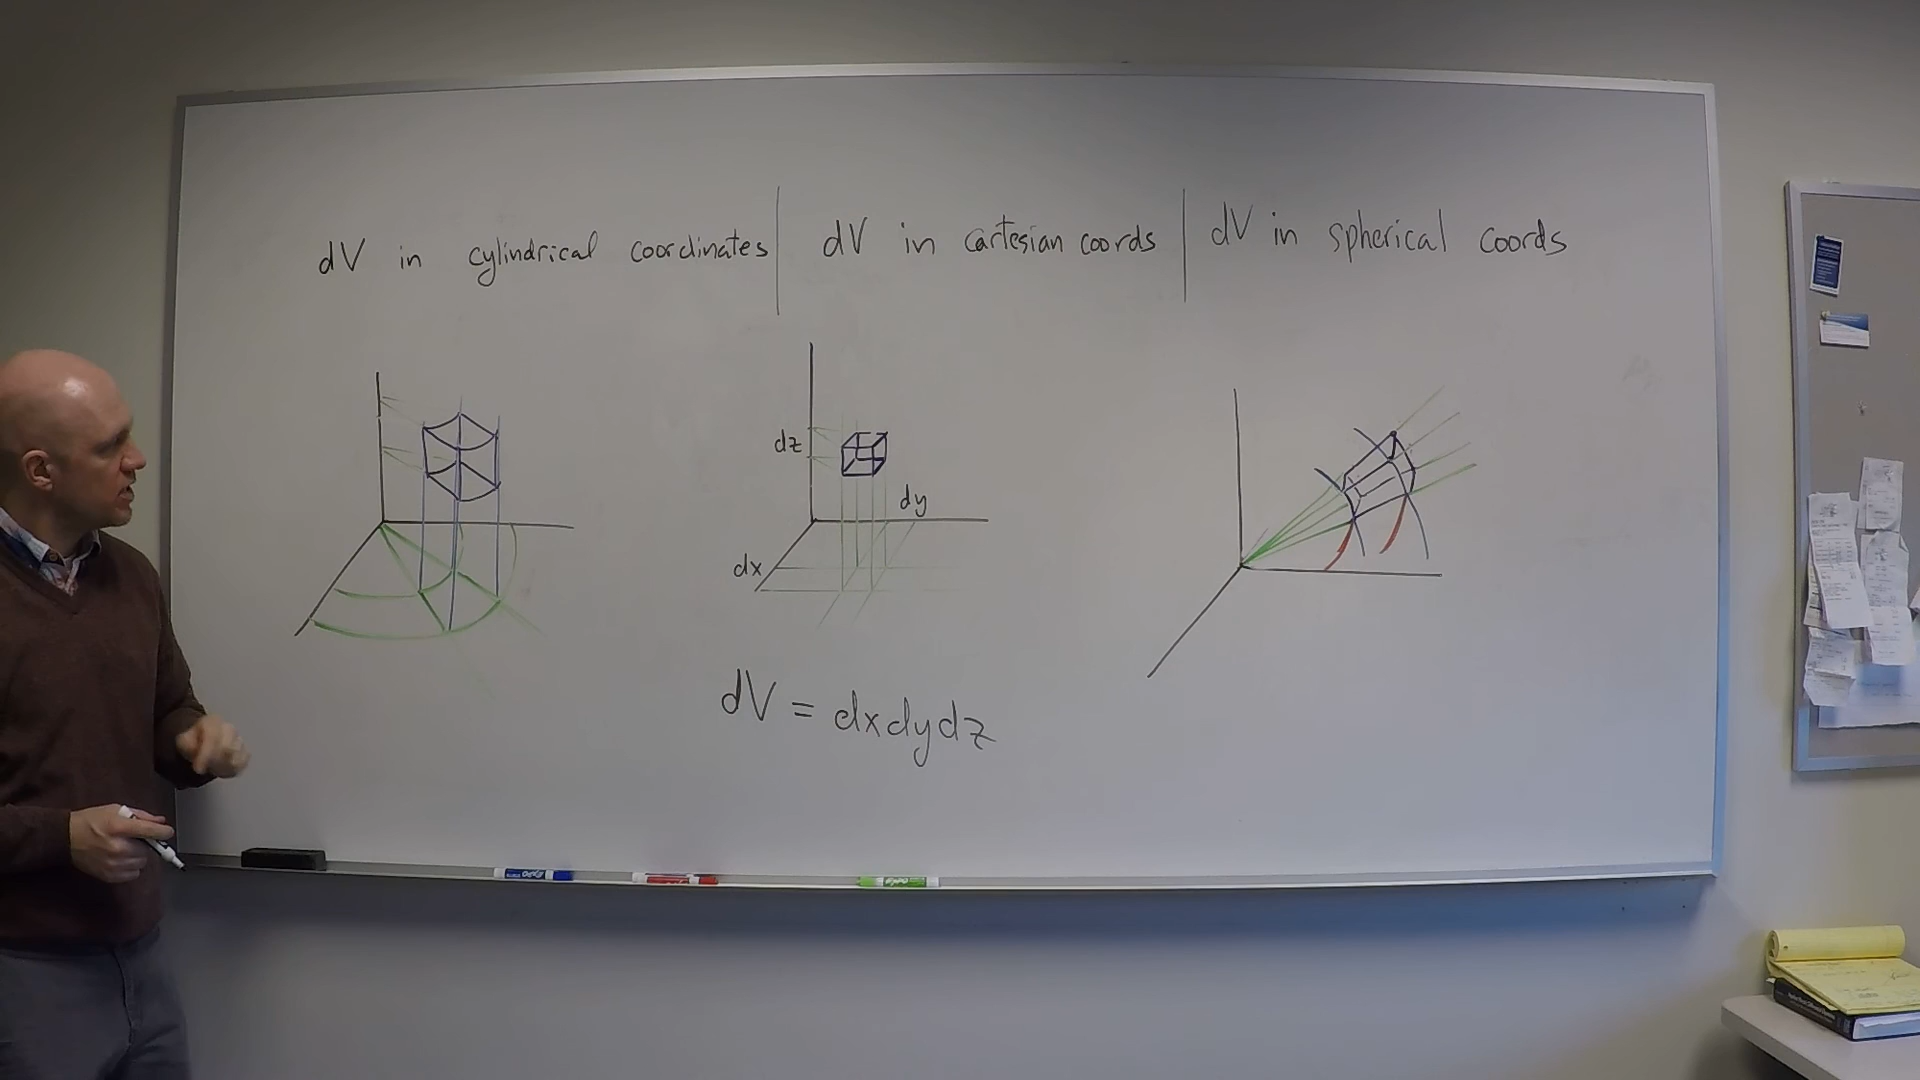 dV in cylindrical coordinates
dV in cartesian coords
dV in spherical coords
dz
dy
dx
dV = dxdydz